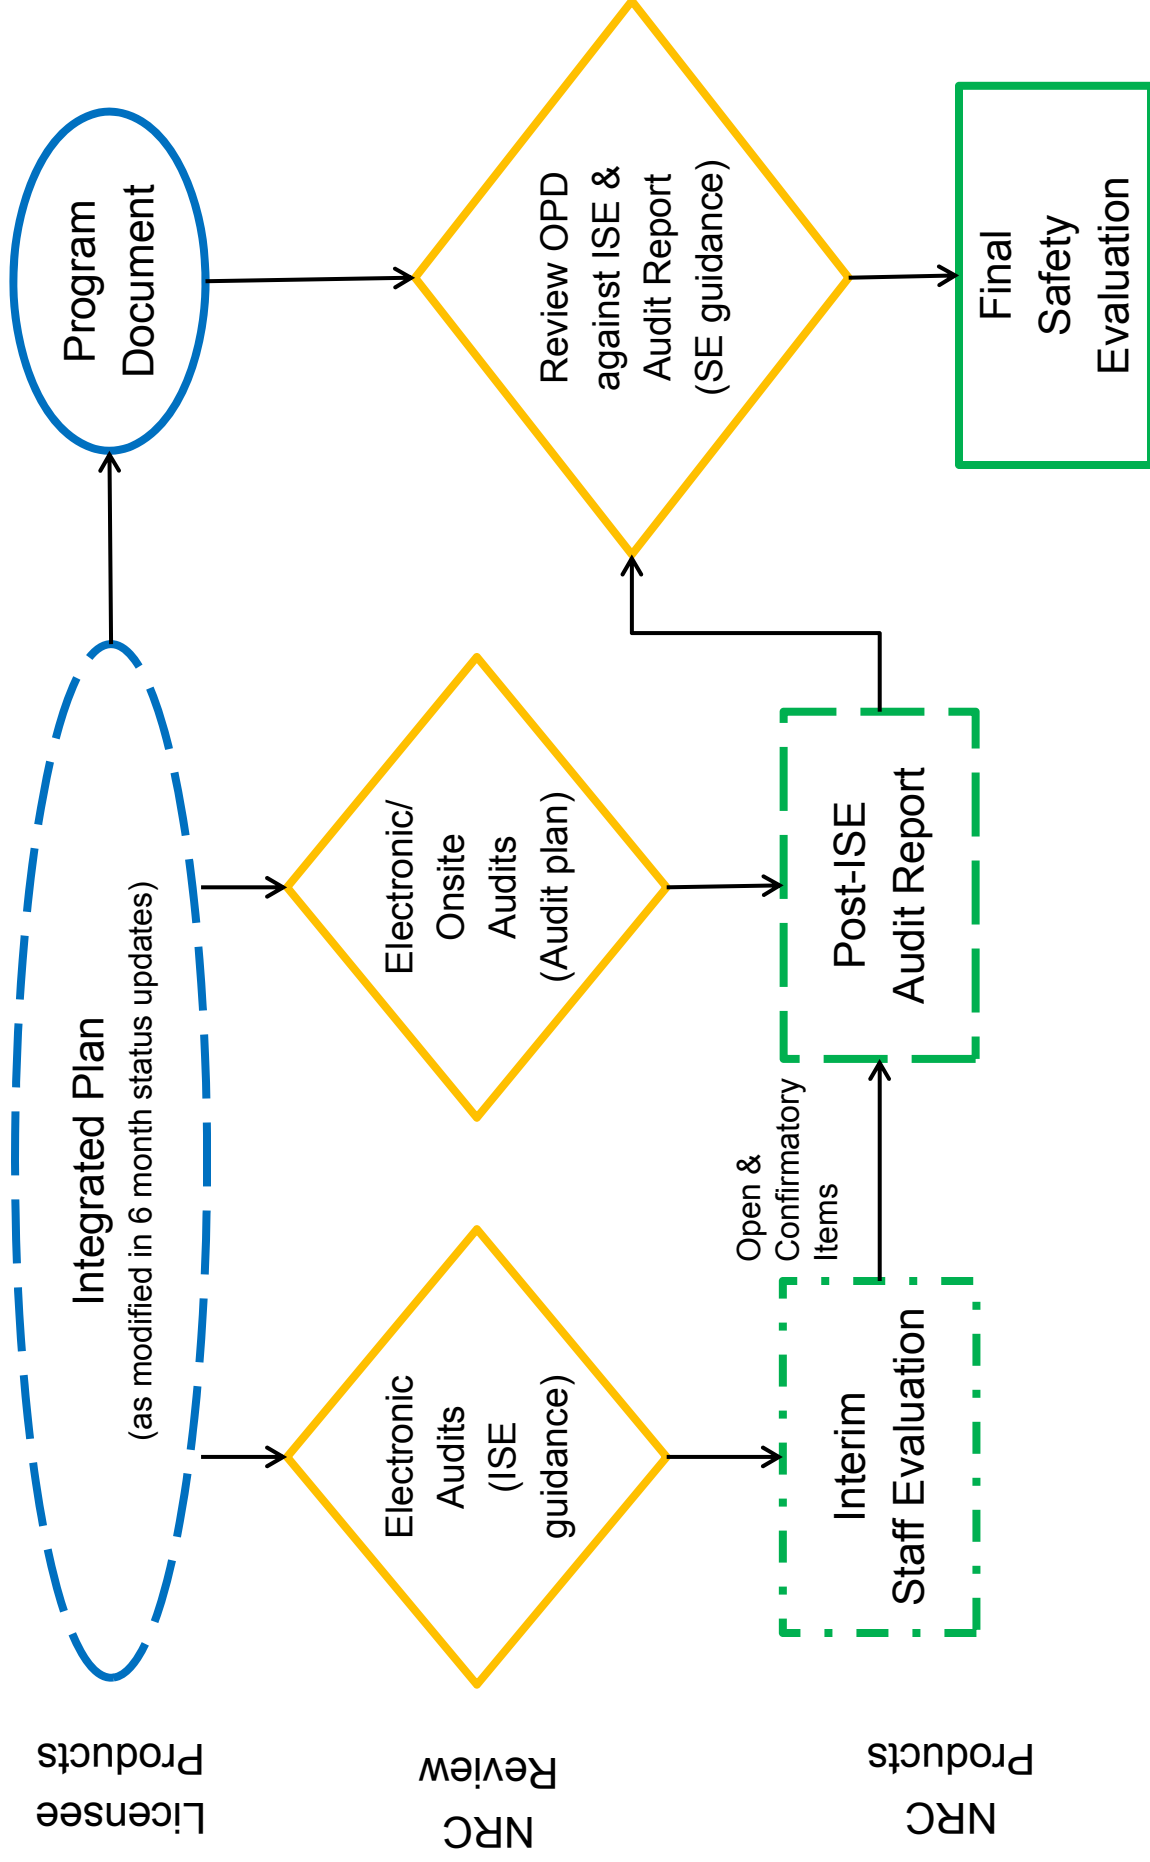 Licensee
Products
Integrated Plan
(as modified in 6 month status updates)
Program
Document
NRC
Review
Electronic
Audits
(ISE
guidance)
Electronic/
Onsite
Audits
(Audit plan)
Review OPD
against ISE &
Audit Report
(SE guidance)
NRC
Products
Interim
Staff Evaluation
Open &
Confirmatory
Items
Post-ISE
Audit Report
Final
Safety
Evaluation